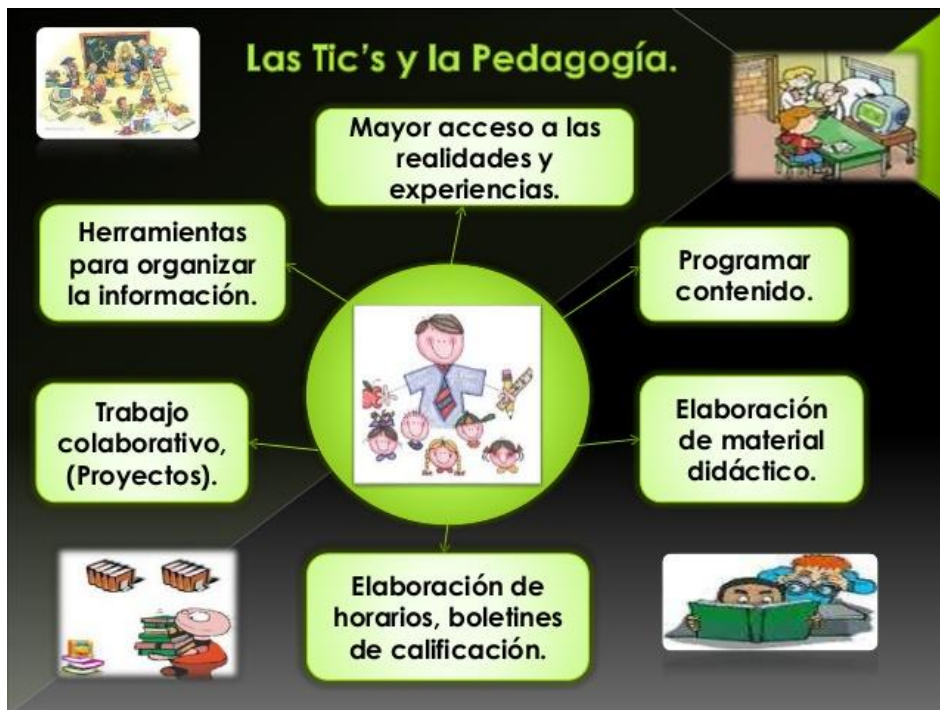 Las Tic's y la Pedagogía.
Mayor acceso a las
realidades y
experiencias.
Herramientas
para organizar
la información.
Programar
contenido.
Trabajo
colaborativo,
(Proyectos).
Elaboración
de material
didáctico.
Elaboración de
horarios, boletines
de calificación.